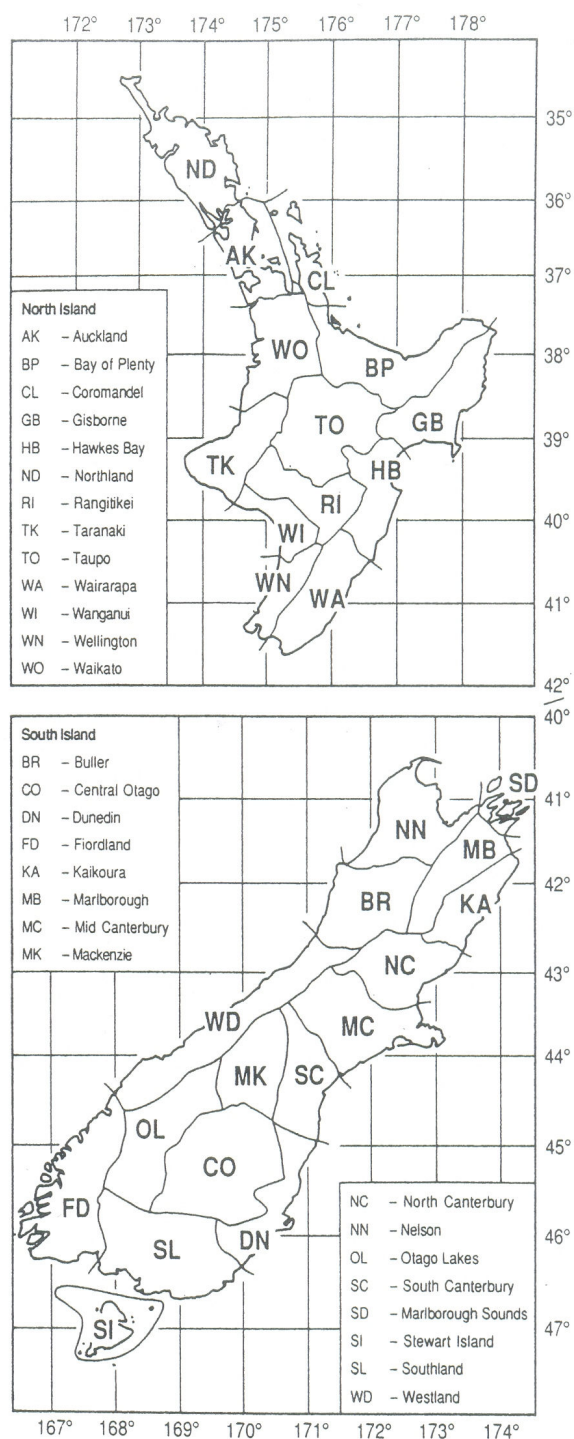 172° 173° 174° 175° 176° 177° 178°
35°
ND
36°
AK
CL
37°
North Island
AK – Auckland
BP – Bay of Plenty
CL – Coromandel
GB – Gisborne
HB – Hawkes Bay
ND – Northland
RI – Rangitikei
TK – Taranaki
TO – Taupo
WA – Wairarapa
WI – Wanganui
WN – Wellington
WO – Waikato
WO
38°
BP
TO
GB
39°
TK
HB
RI
40°
WI
WN
WA
41°
42°
40°
South Island
BR – Buller
CO – Central Otago
DN – Dunedin
FD – Fiordland
KA – Kaikoura
MB – Marlborough
MC – Mid Canterbury
MK – Mackenzie
SD
41°
NN
MB
42°
BR
KA
NC
43°
WD
MC
44°
MK
SC
OL
45°
CO
FD
DN
46°
SL
SI
47°
NC – North Canterbury
NN – Nelson
OL – Otago Lakes
SC – South Canterbury
SD – Marlborough Sounds
SI – Stewart Island
SL – Southland
WD – Westland
167° 168° 169° 170° 171° 172° 173° 174°